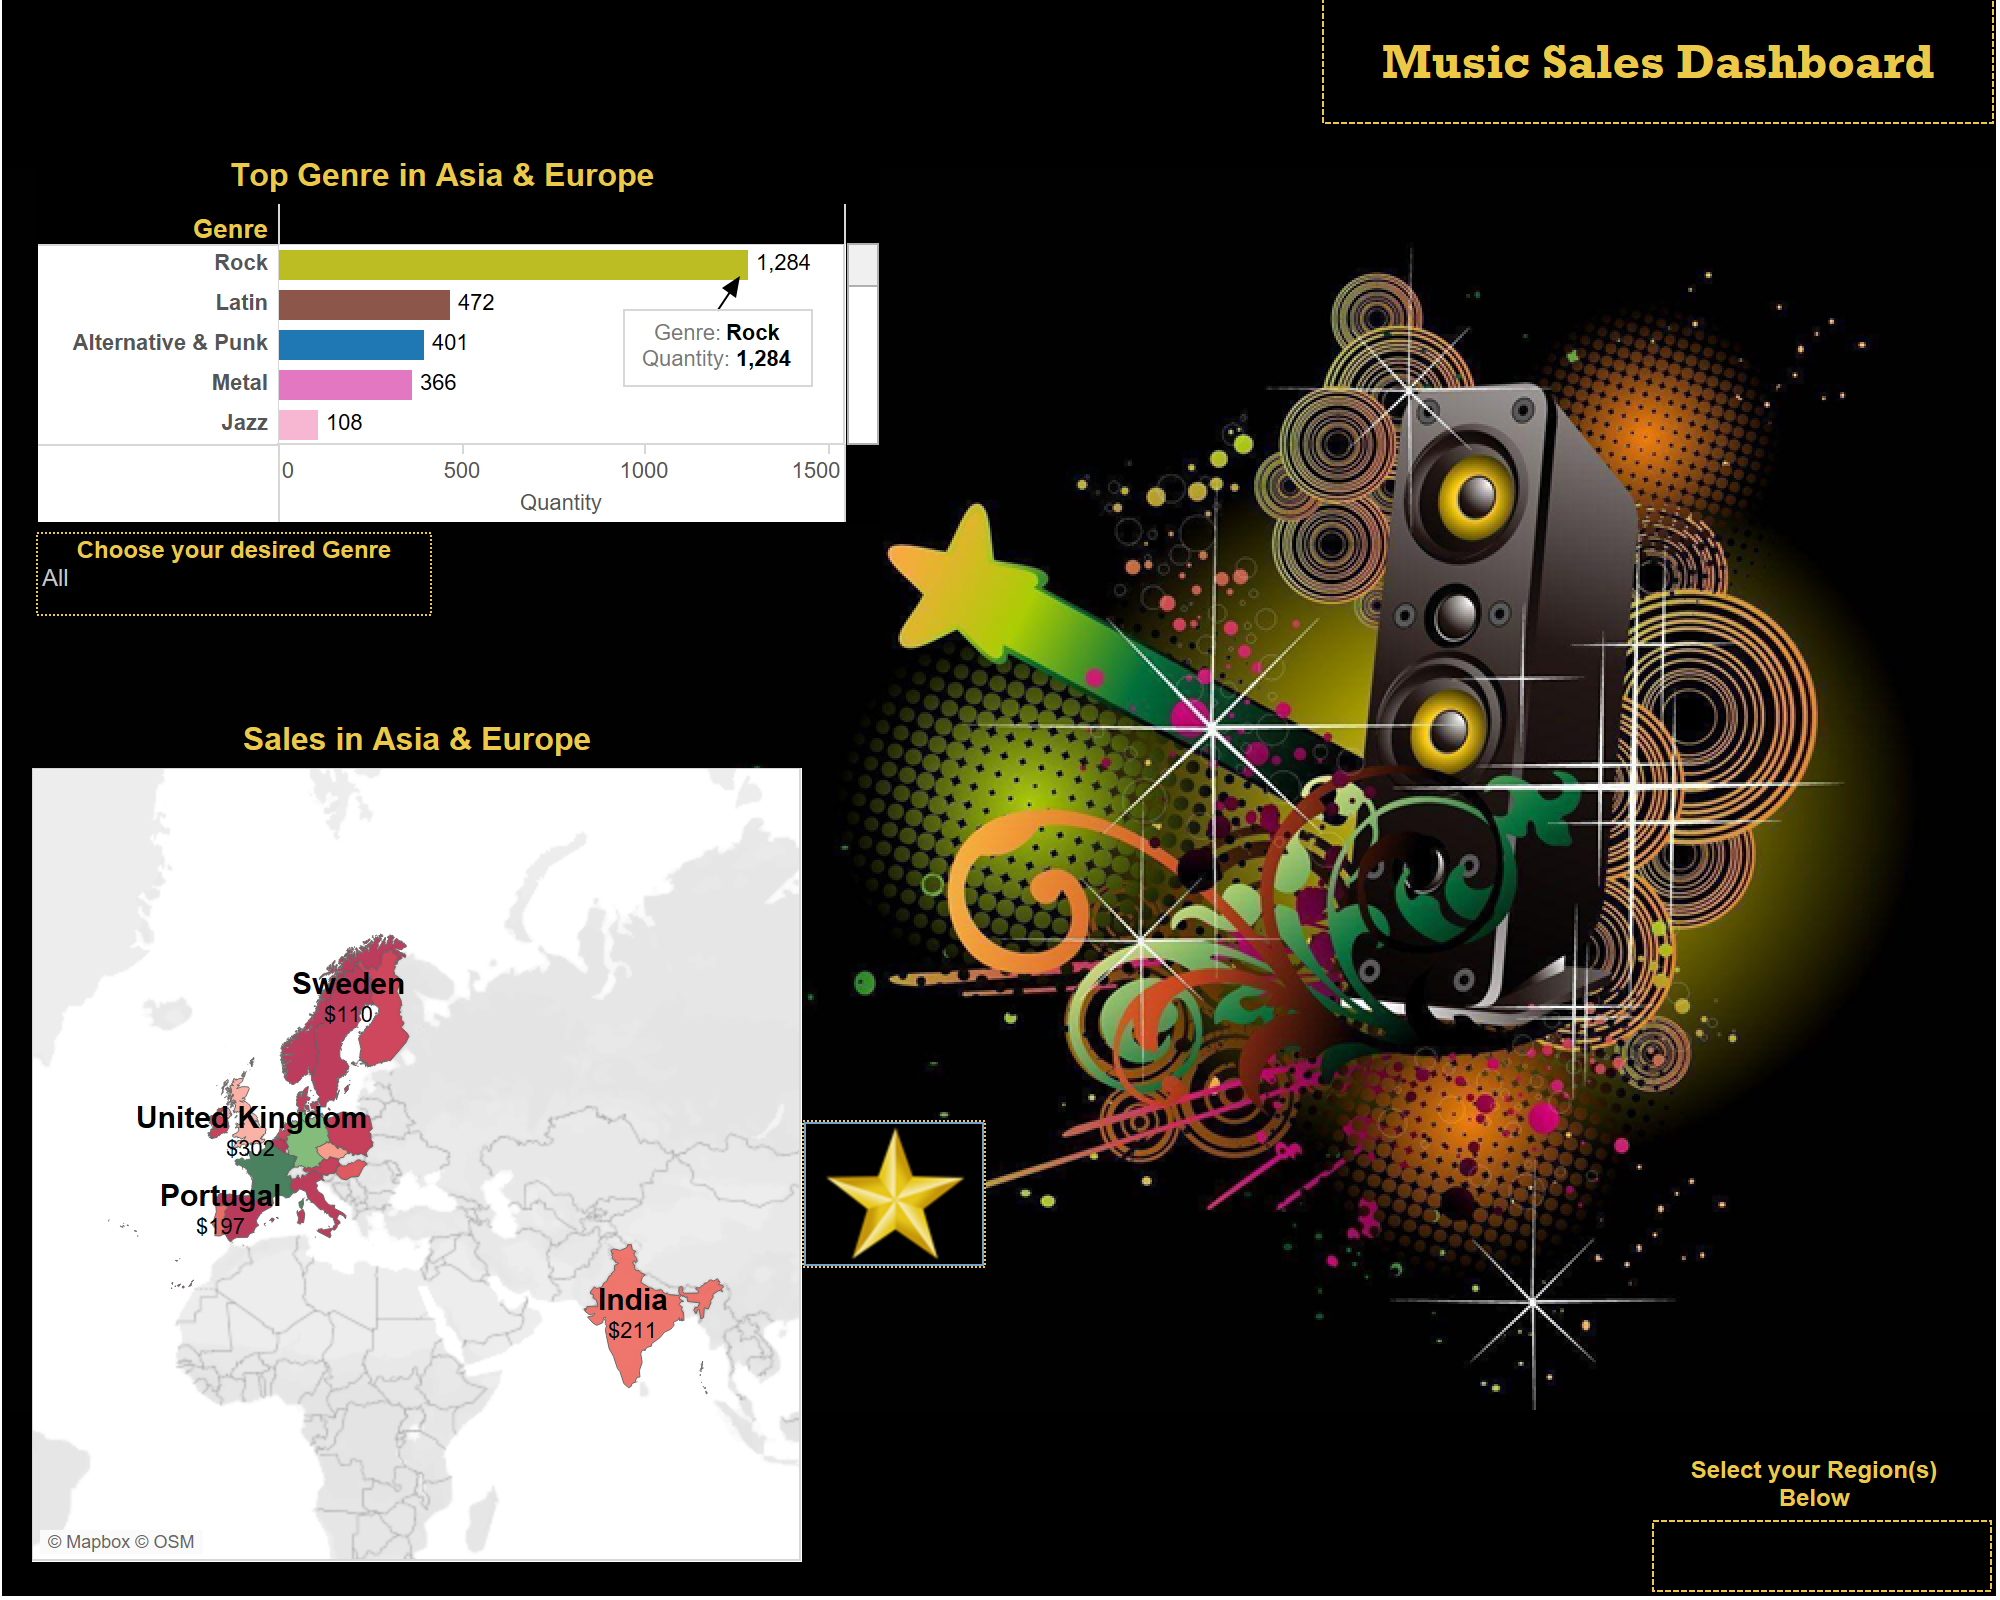 Music Sales Dashboard
Top Genre in Asia & Europe
Genre
Rock 1,284
Latin 472
Alternative & Punk 401
Metal 366
Jazz 108
Genre: Rock
Quantity: 1,284
0 500 1000 1500
Quantity
Choose your desired Genre
All
Sales in Asia & Europe
Sweden
$110
United Kingdom
$302
Portugal
$197
India
$211
© Mapbox © OSM
Select your Region(s)
Below